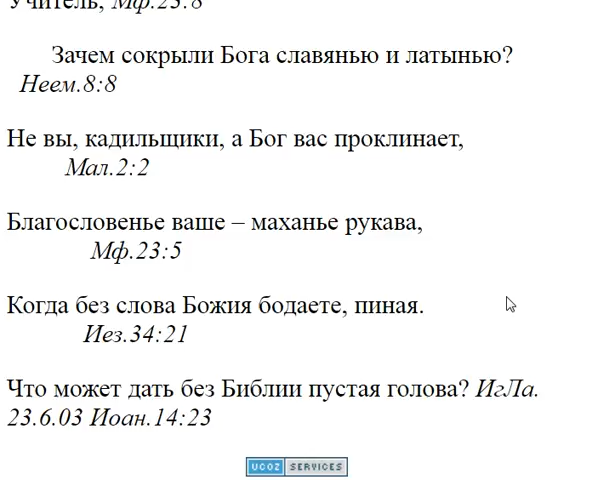 Учитель, Мф.23:8
Зачем сокрыли Бога славянью и латынью?
Неем.8:8
Не вы, кадильщики, а Бог вас проклинает,
Мал.2:2
Благословенье ваше – маханье рукава,
Мф.23:5
Когда без слова Божия бодаете, пиная.
Иез.34:21
Что может дать без Библии пустая голова? ИгЛа.
23.6.03 Иоан.14:23
UCOZ SERVICES